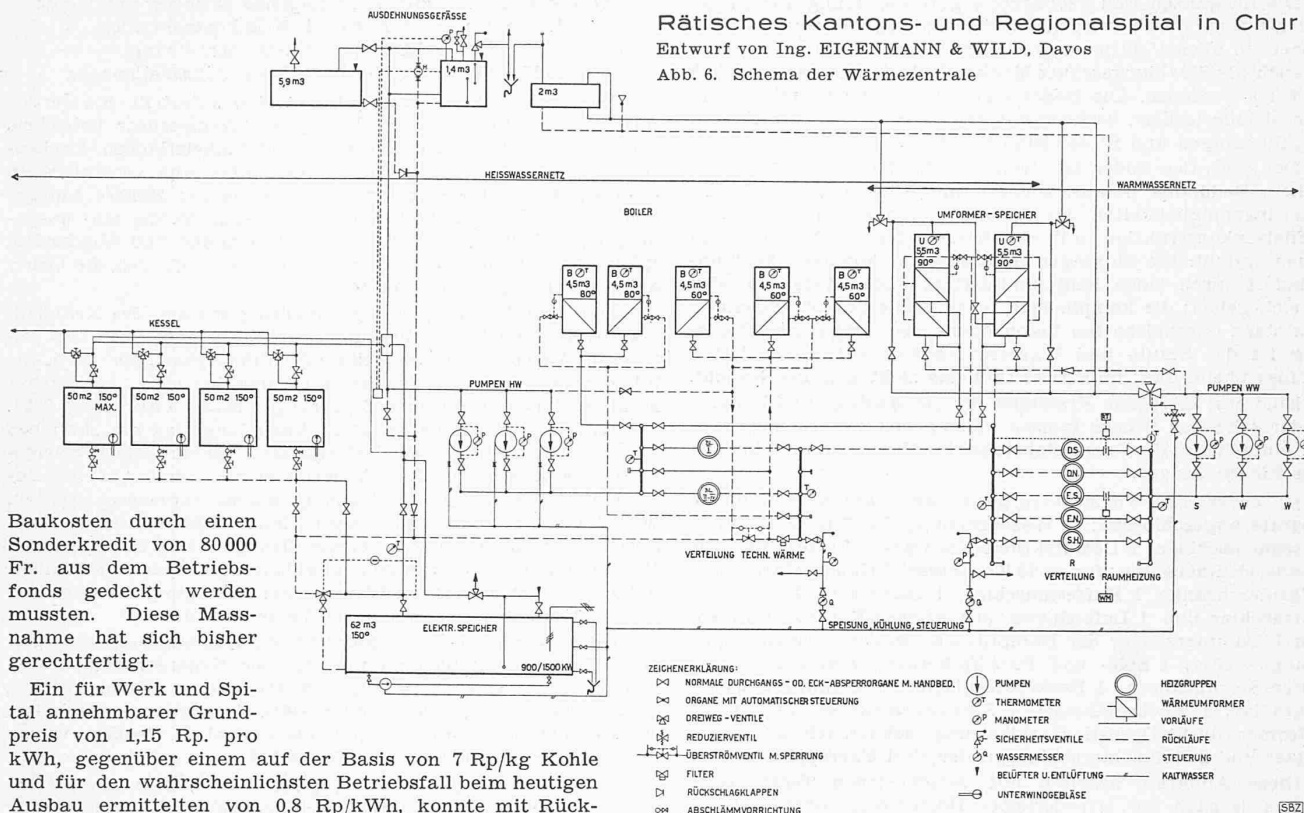 Rätisches Kantons- und Regionalspital in Chur
Entwurf von Ing. EIGENMANN & WILD, Davos
Abb. 6. Schema der Wärmezentrale
AUSDEHNUNGSGEFÄSSE
5,9 m3
1,4 m3
2 m3
HEISSWASSERNETZ
WARMWASSERNETZ
BOILER
UMFORMER-SPEICHER
B T 4,5 m3 80°
B T 4,5 m3 80°
B T 4,5 m3 60°
B T 4,5 m3 60°
B T 4,5 m3 60°
U T 5,5 m3 90°
U T 5,5 m3 90°
KESSEL
50 m2 150° MAX.
50 m2 150°
50 m2 150°
50 m2 150°
PUMPEN HW
PUMPEN WW
D.S.
D.N.
E.S.
E.N.
S.H.
R
S W W
VERTEILUNG TECHN. WÄRME
VERTEILUNG RAUMHEIZUNG
SPEISUNG, KÜHLUNG, STEUERUNG
62 m3
150°
ELEKTR. SPEICHER
900/1500 KW
Baukosten durch einen
Sonderkredit von 80 000
Fr. aus dem Betriebs-
fonds gedeckt werden
mussten. Diese Mass-
nahme hat sich bisher
gerechtfertigt.
Ein für Werk und Spi-
tal annehmbarer Grund-
preis von 1,15 Rp. pro
kWh, gegenüber einem auf der Basis von 7 Rp/kg Kohle
und für den wahrscheinlichsten Betriebsfall beim heutigen
Ausbau ermittelten von 0,8 Rp/kWh, konnte mit Rück-
ZEICHENERKLÄRUNG:
NORMALE DURCHGANGS- OD. ECK-ABSPERRORGANE M. HANDBED.
ORGANE MIT AUTOMATISCHER STEUERUNG
DREIWEG-VENTILE
REDUZIERVENTIL
ÜBERSTRÖMVENTIL M. SPERRUNG
FILTER
RÜCKSCHLAGKLAPPEN
ABSCHLÄMMVORRICHTUNG
PUMPEN
THERMOMETER
MANOMETER
SICHERHEITSVENTILE
WASSERMESSER
BELÜFTER U. ENTLÜFTUNG
UNTERWINDGEBLÄSE
HEIZGRUPPEN
WÄRMEUMFORMER
VORLÄUFE
RÜCKLÄUFE
STEUERUNG
KALTWASSER
SBZ